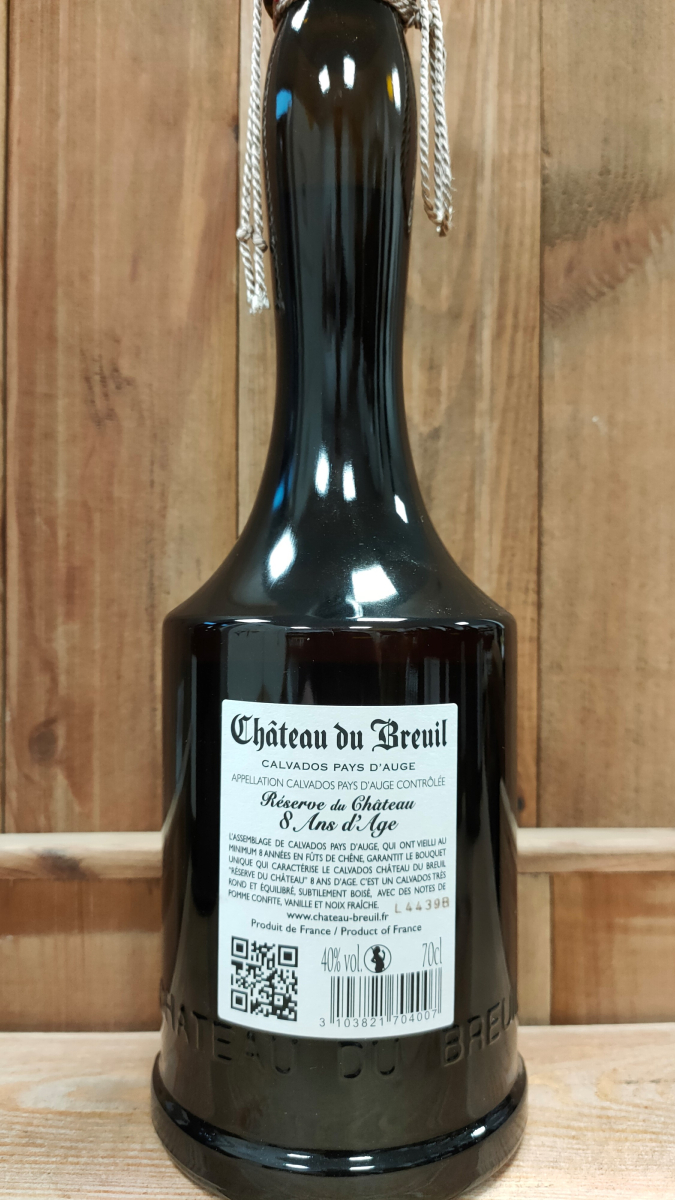 Château du Breuil
CALVADOS PAYS D'AUGE
APPELLATION CALVADOS PAYS D'AUGE CONTRÔLÉE
Réserve du Château
8 Ans d'Age
L'ASSEMBLAGE DE CALVADOS PAYS D'AUGE, QUI ONT VIEILLI AU
MINIMUM 8 ANNÉES EN FÛTS DE CHÊNE, GARANTIT LE BOUQUET
UNIQUE QUI CARACTÉRISE LE CALVADOS CHÂTEAU DU BREUIL
"RÉSERVE DU CHÂTEAU" 8 ANS D'AGE. C'EST UN CALVADOS TRÈS
ROND ET ÉQUILIBRÉ, SUBTILEMENT BOISÉ, AVEC DES NOTES DE
POMME CONFITE, VANILLE ET NOIX FRAÎCHE.
L4439B
www.chateau-breuil.fr
Produit de France / Product of France
40% vol. 70cl
3 103821 704007
CHATEAU DU BREUIL